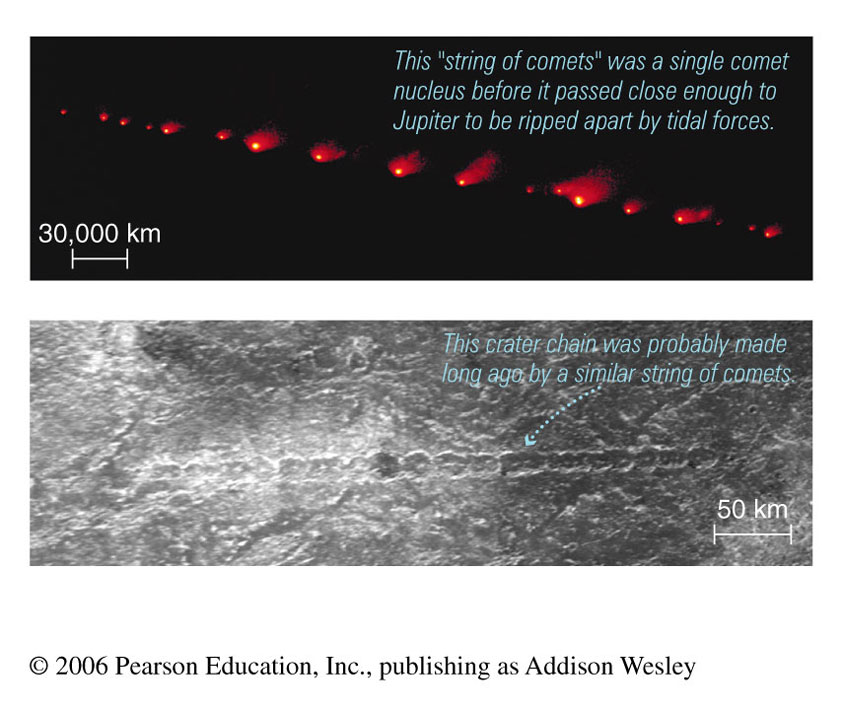 This "string of comets" was a single comet
nucleus before it passed close enough to
Jupiter to be ripped apart by tidal forces.
30,000 km
This crater chain was probably made
long ago by a similar string of comets.
50 km
© 2006 Pearson Education, Inc., publishing as Addison Wesley